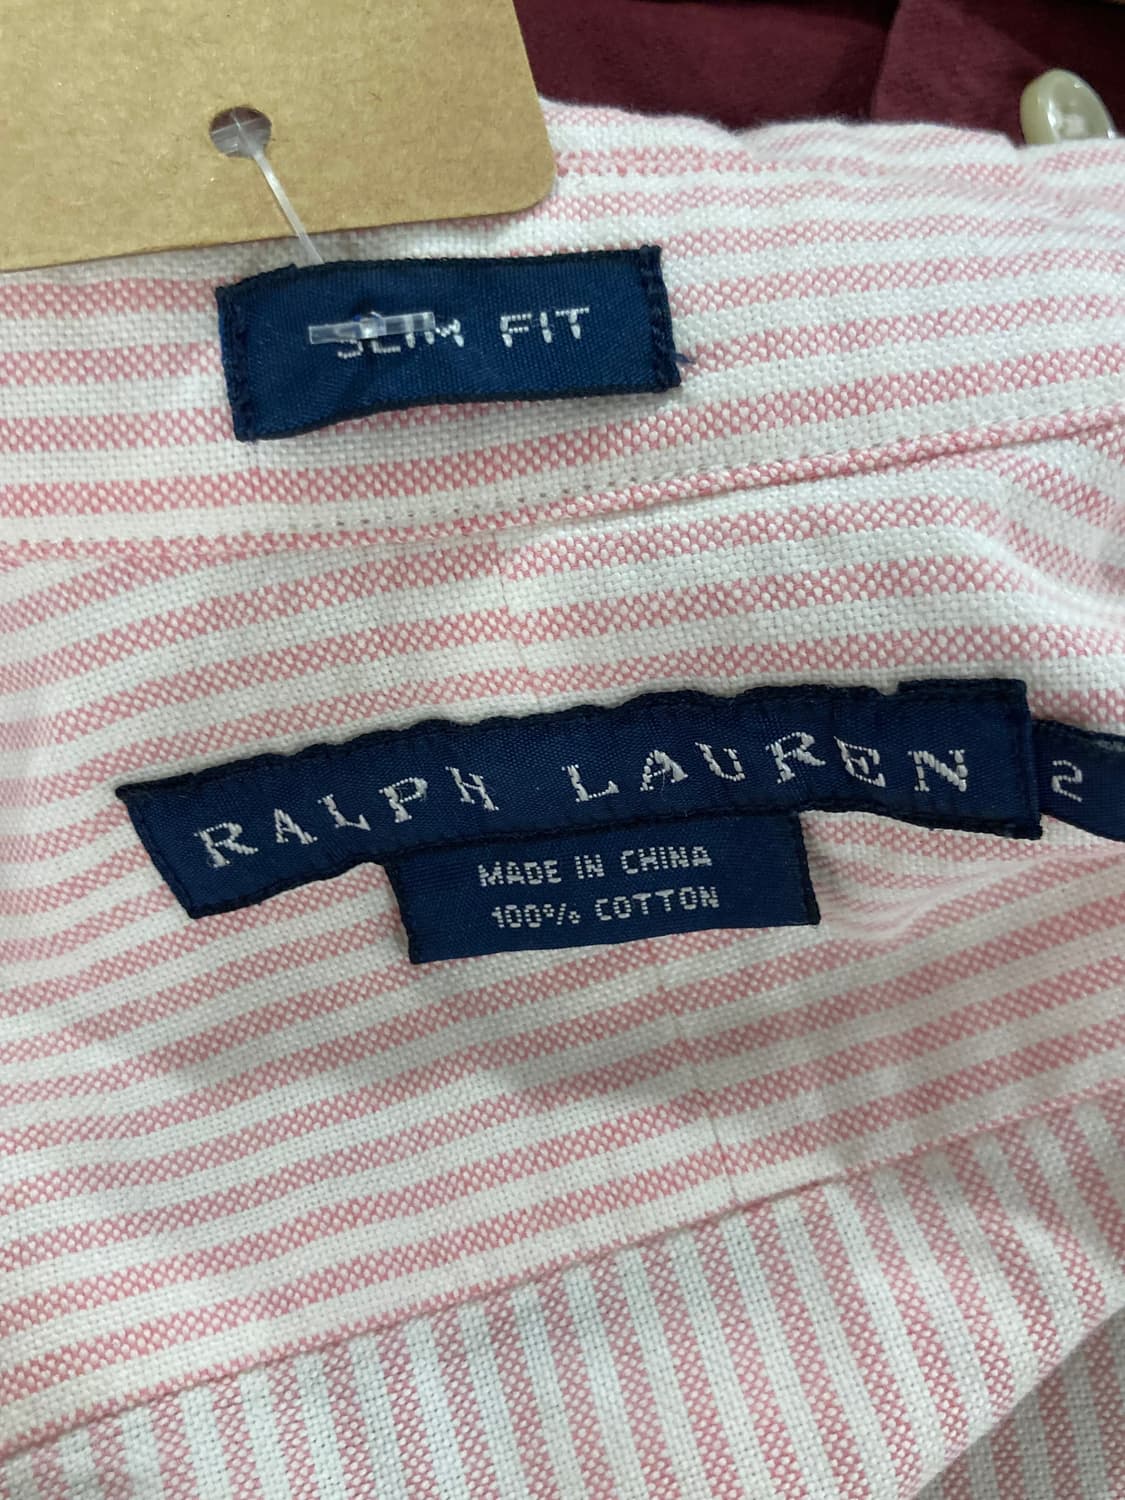 SLIM FIT
RALPH LAUREN
2
MADE IN CHINA
100% COTTON